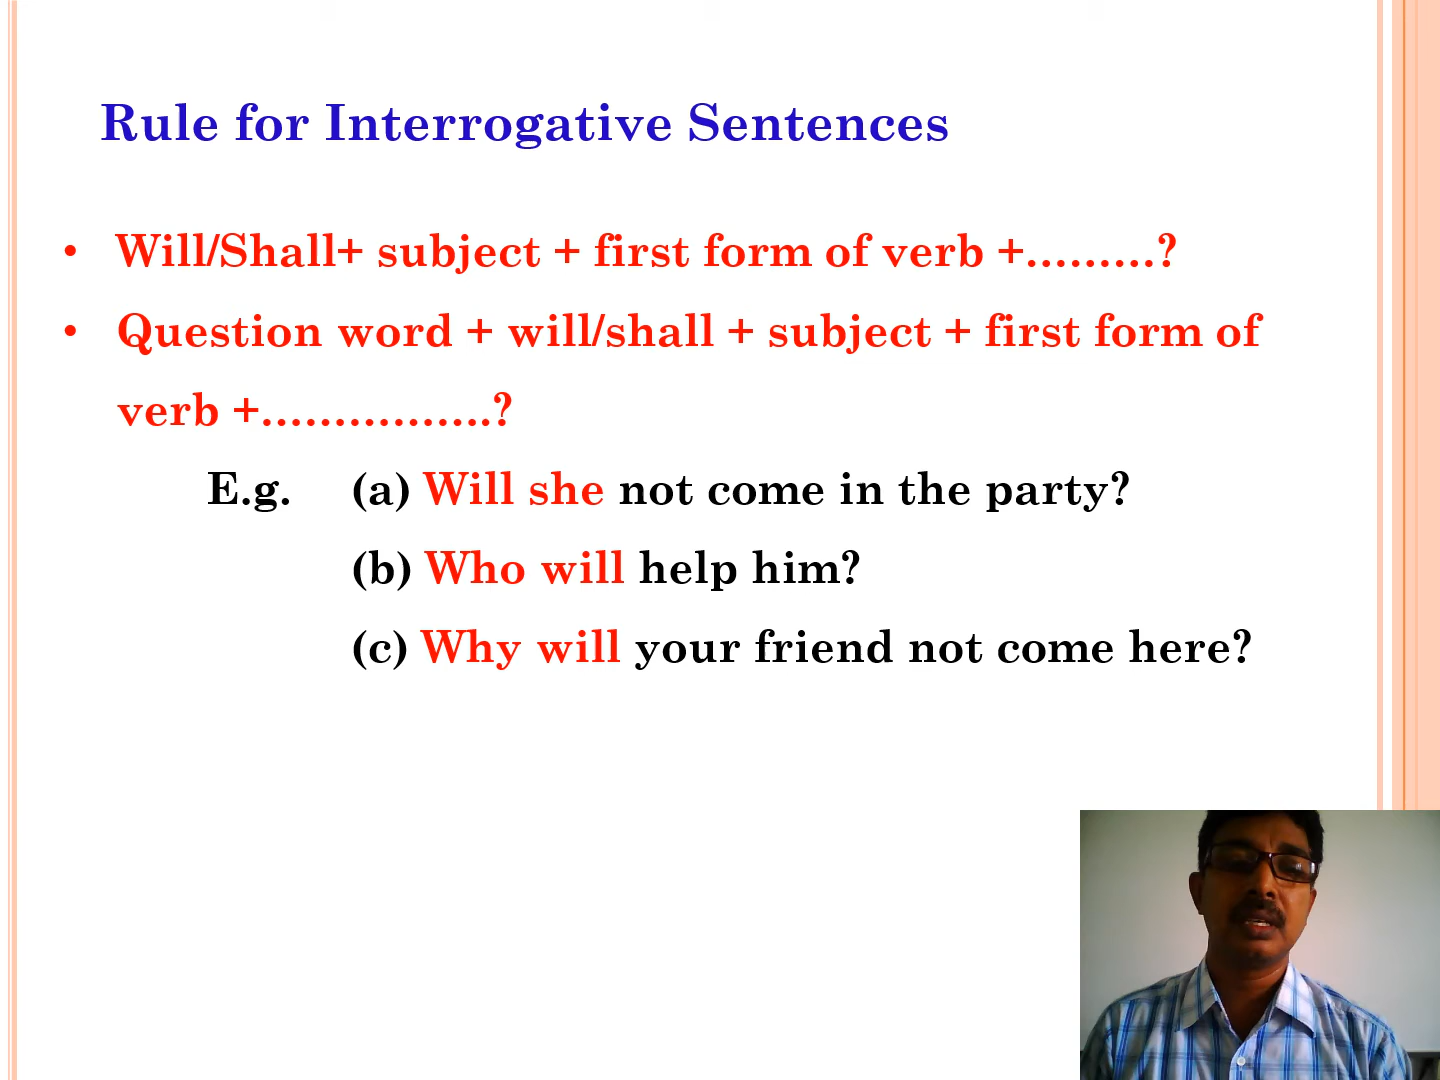 Rule for Interrogative Sentences
• Will/Shall+ subject + first form of verb +………?
• Question word + will/shall + subject + first form of
verb +…………….?
E.g. (a) Will she not come in the party?
(b) Who will help him?
(c) Why will your friend not come here?